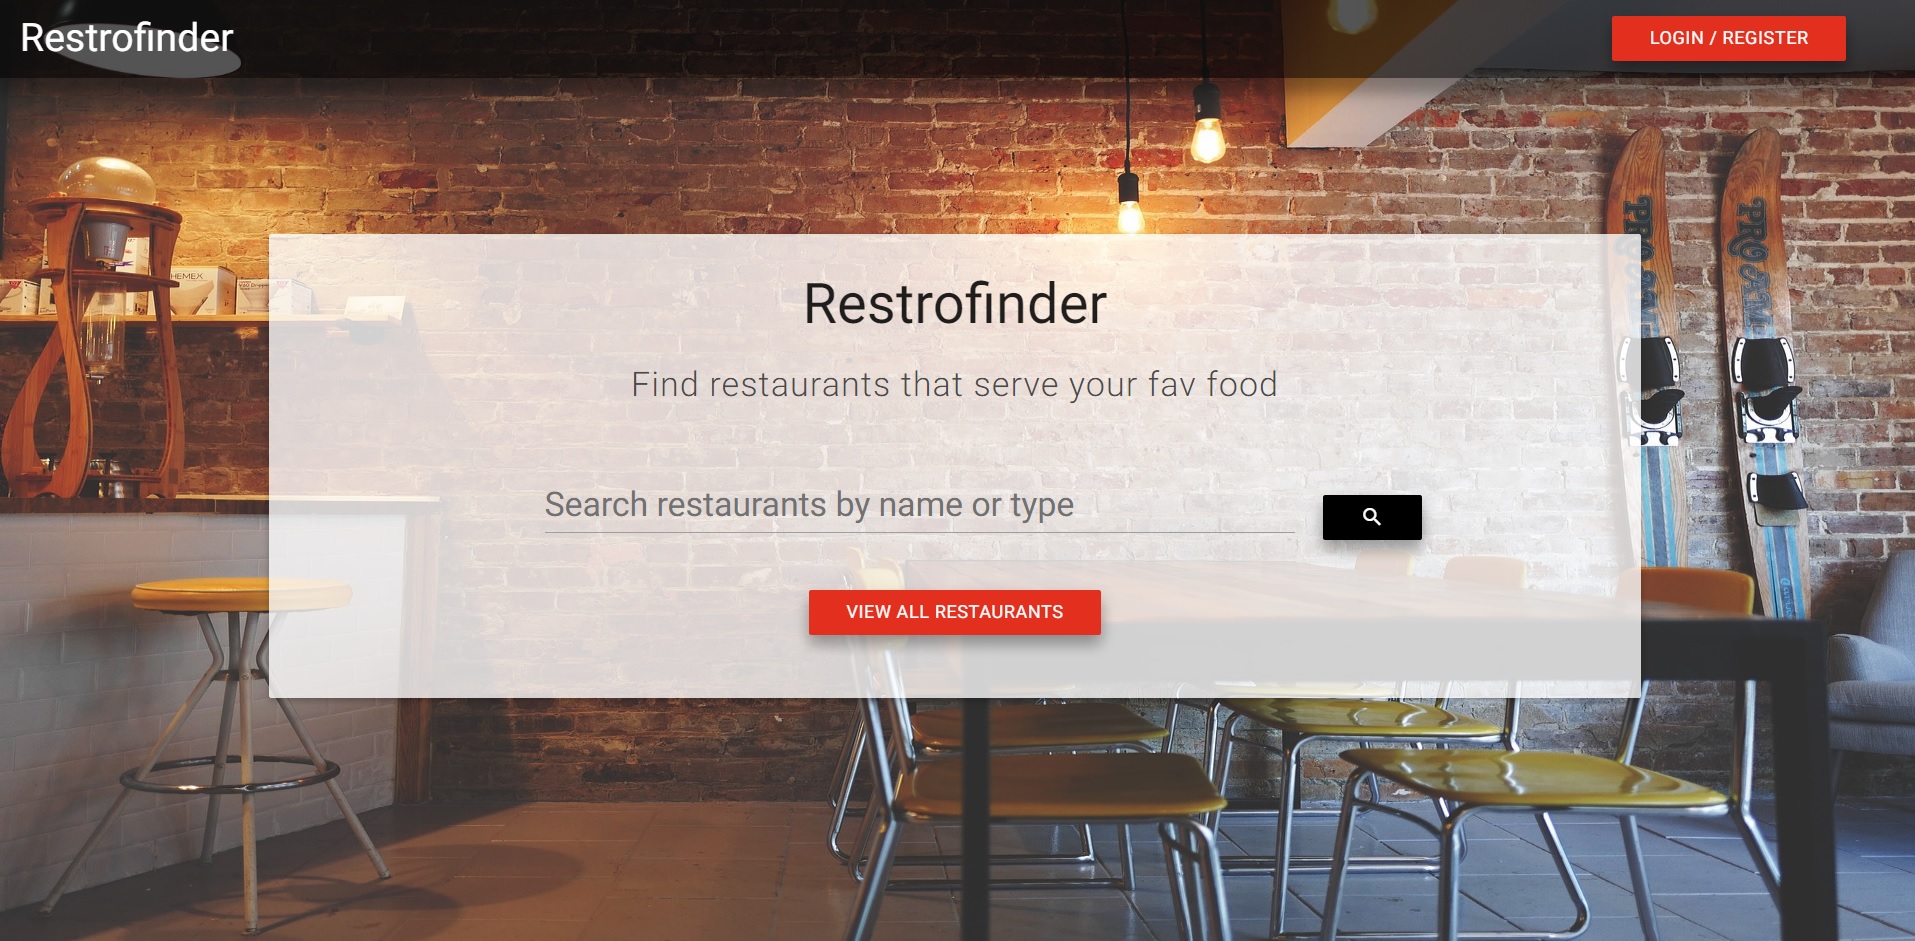 Restrofinder
LOGIN / REGISTER
HEMEX
Restrofinder
Find restaurants that serve your fav food
Search restaurants by name or type
VIEW ALL RESTAURANTS